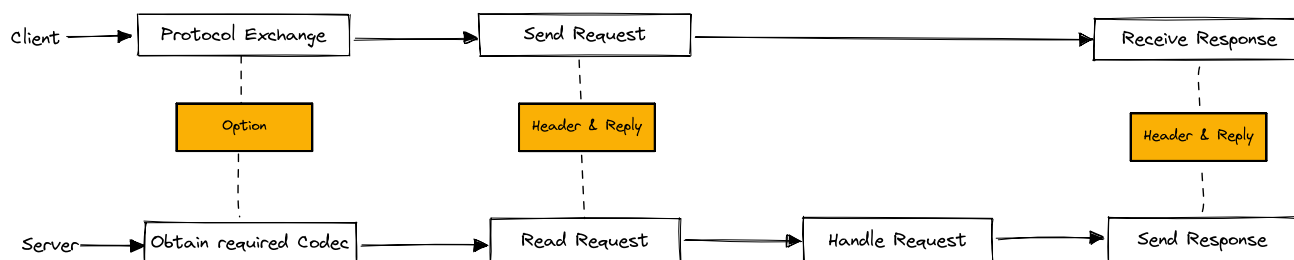 Client
Protocol Exchange
Send Request
Receive Response
Option
Header & Reply
Header & Reply
Server
Obtain required Codec
Read Request
Handle Request
Send Response